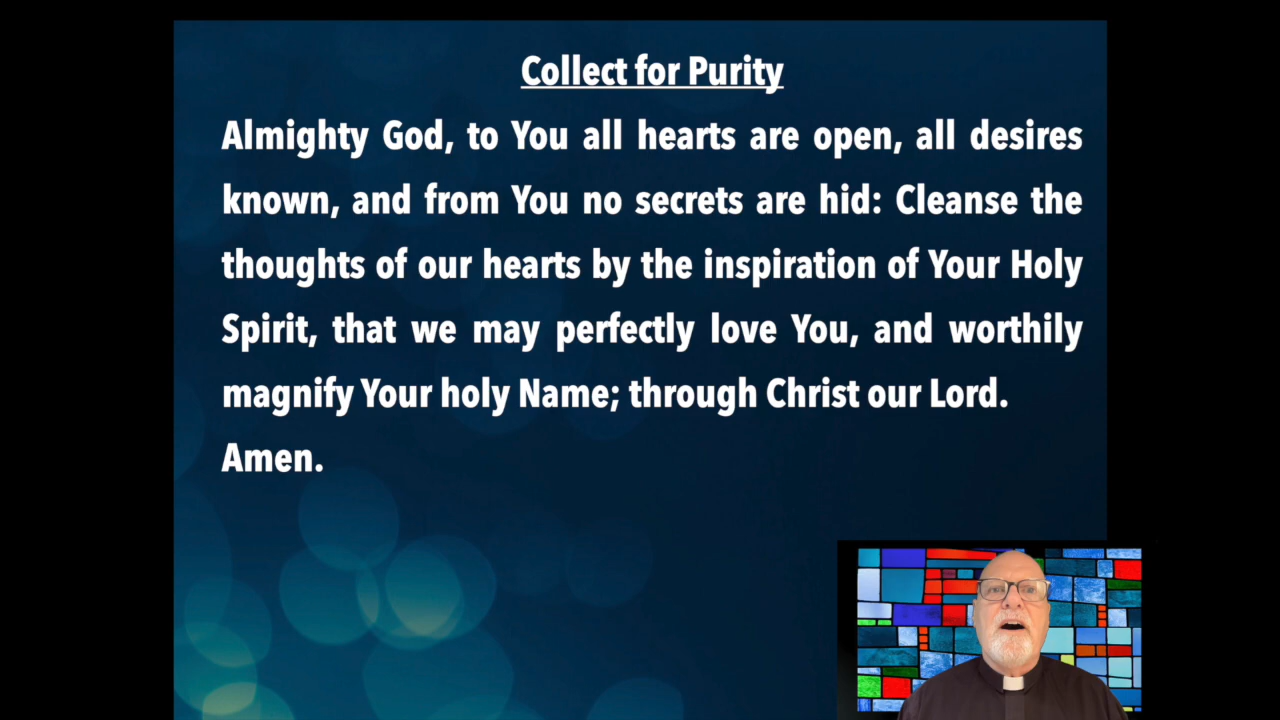 Collect for Purity
Almighty God, to You all hearts are open, all desires
known, and from You no secrets are hid: Cleanse the
thoughts of our hearts by the inspiration of Your Holy
Spirit, that we may perfectly love You, and worthily
magnify Your holy Name; through Christ our Lord.
Amen.